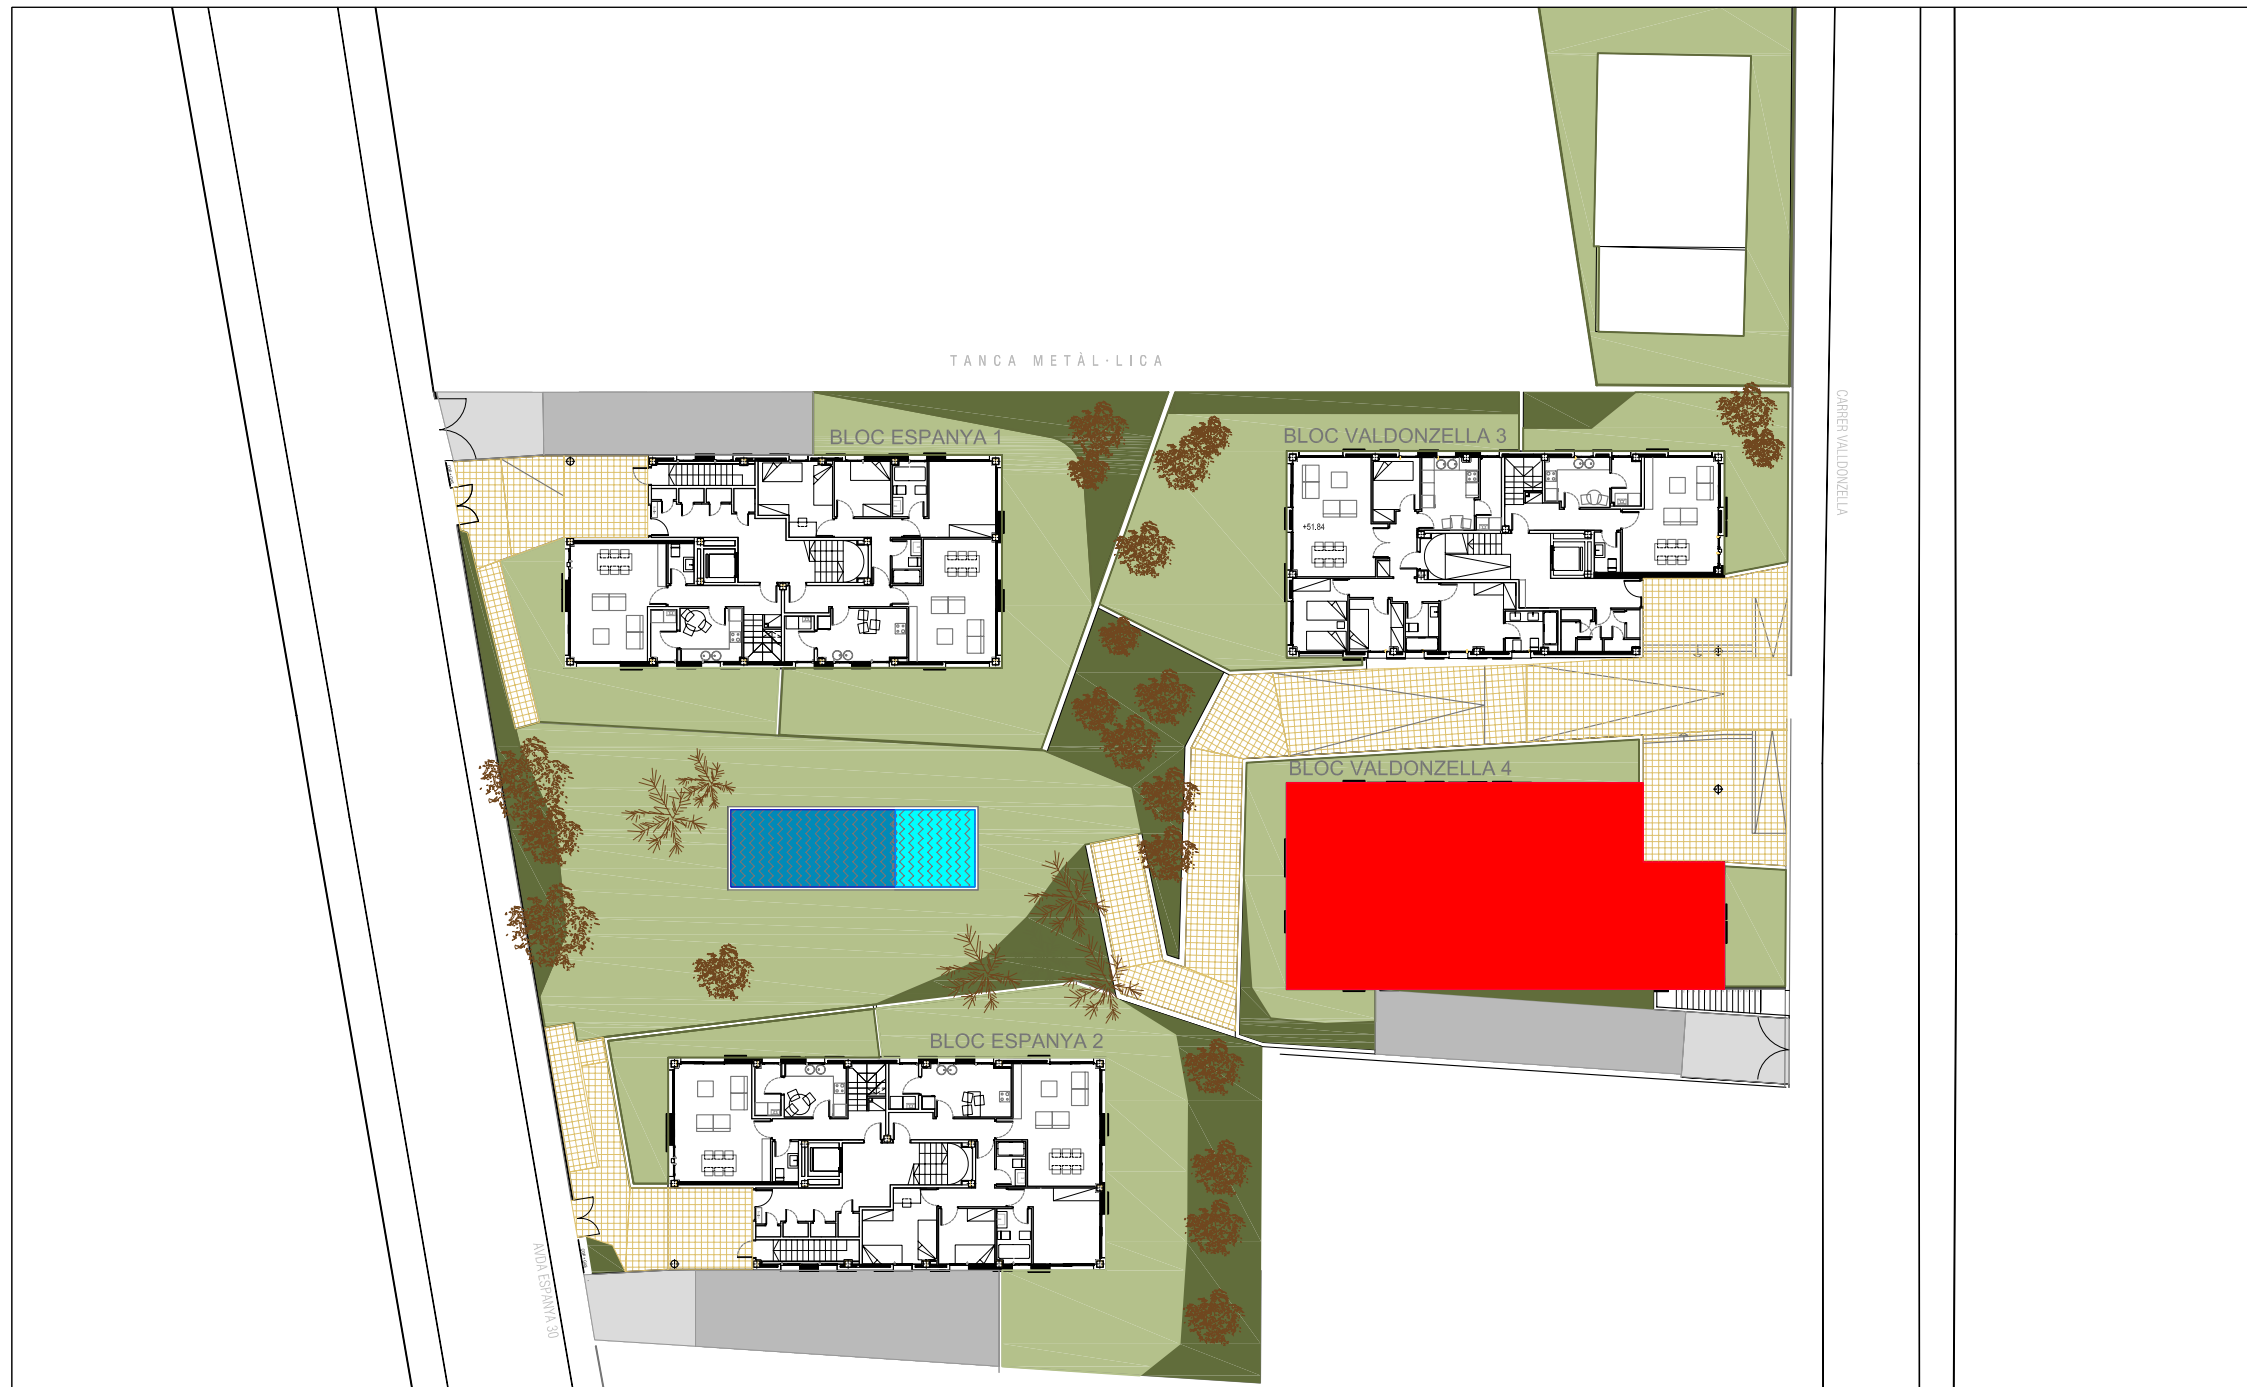 TANCA METÀL·LICA
BLOC ESPANYA 1
BLOC VALDONZELLA 3
CARRER VALLDONZELLA
+51.84
BLOC VALDONZELLA 4
BLOC ESPANYA 2
AVDA ESPANYA 30